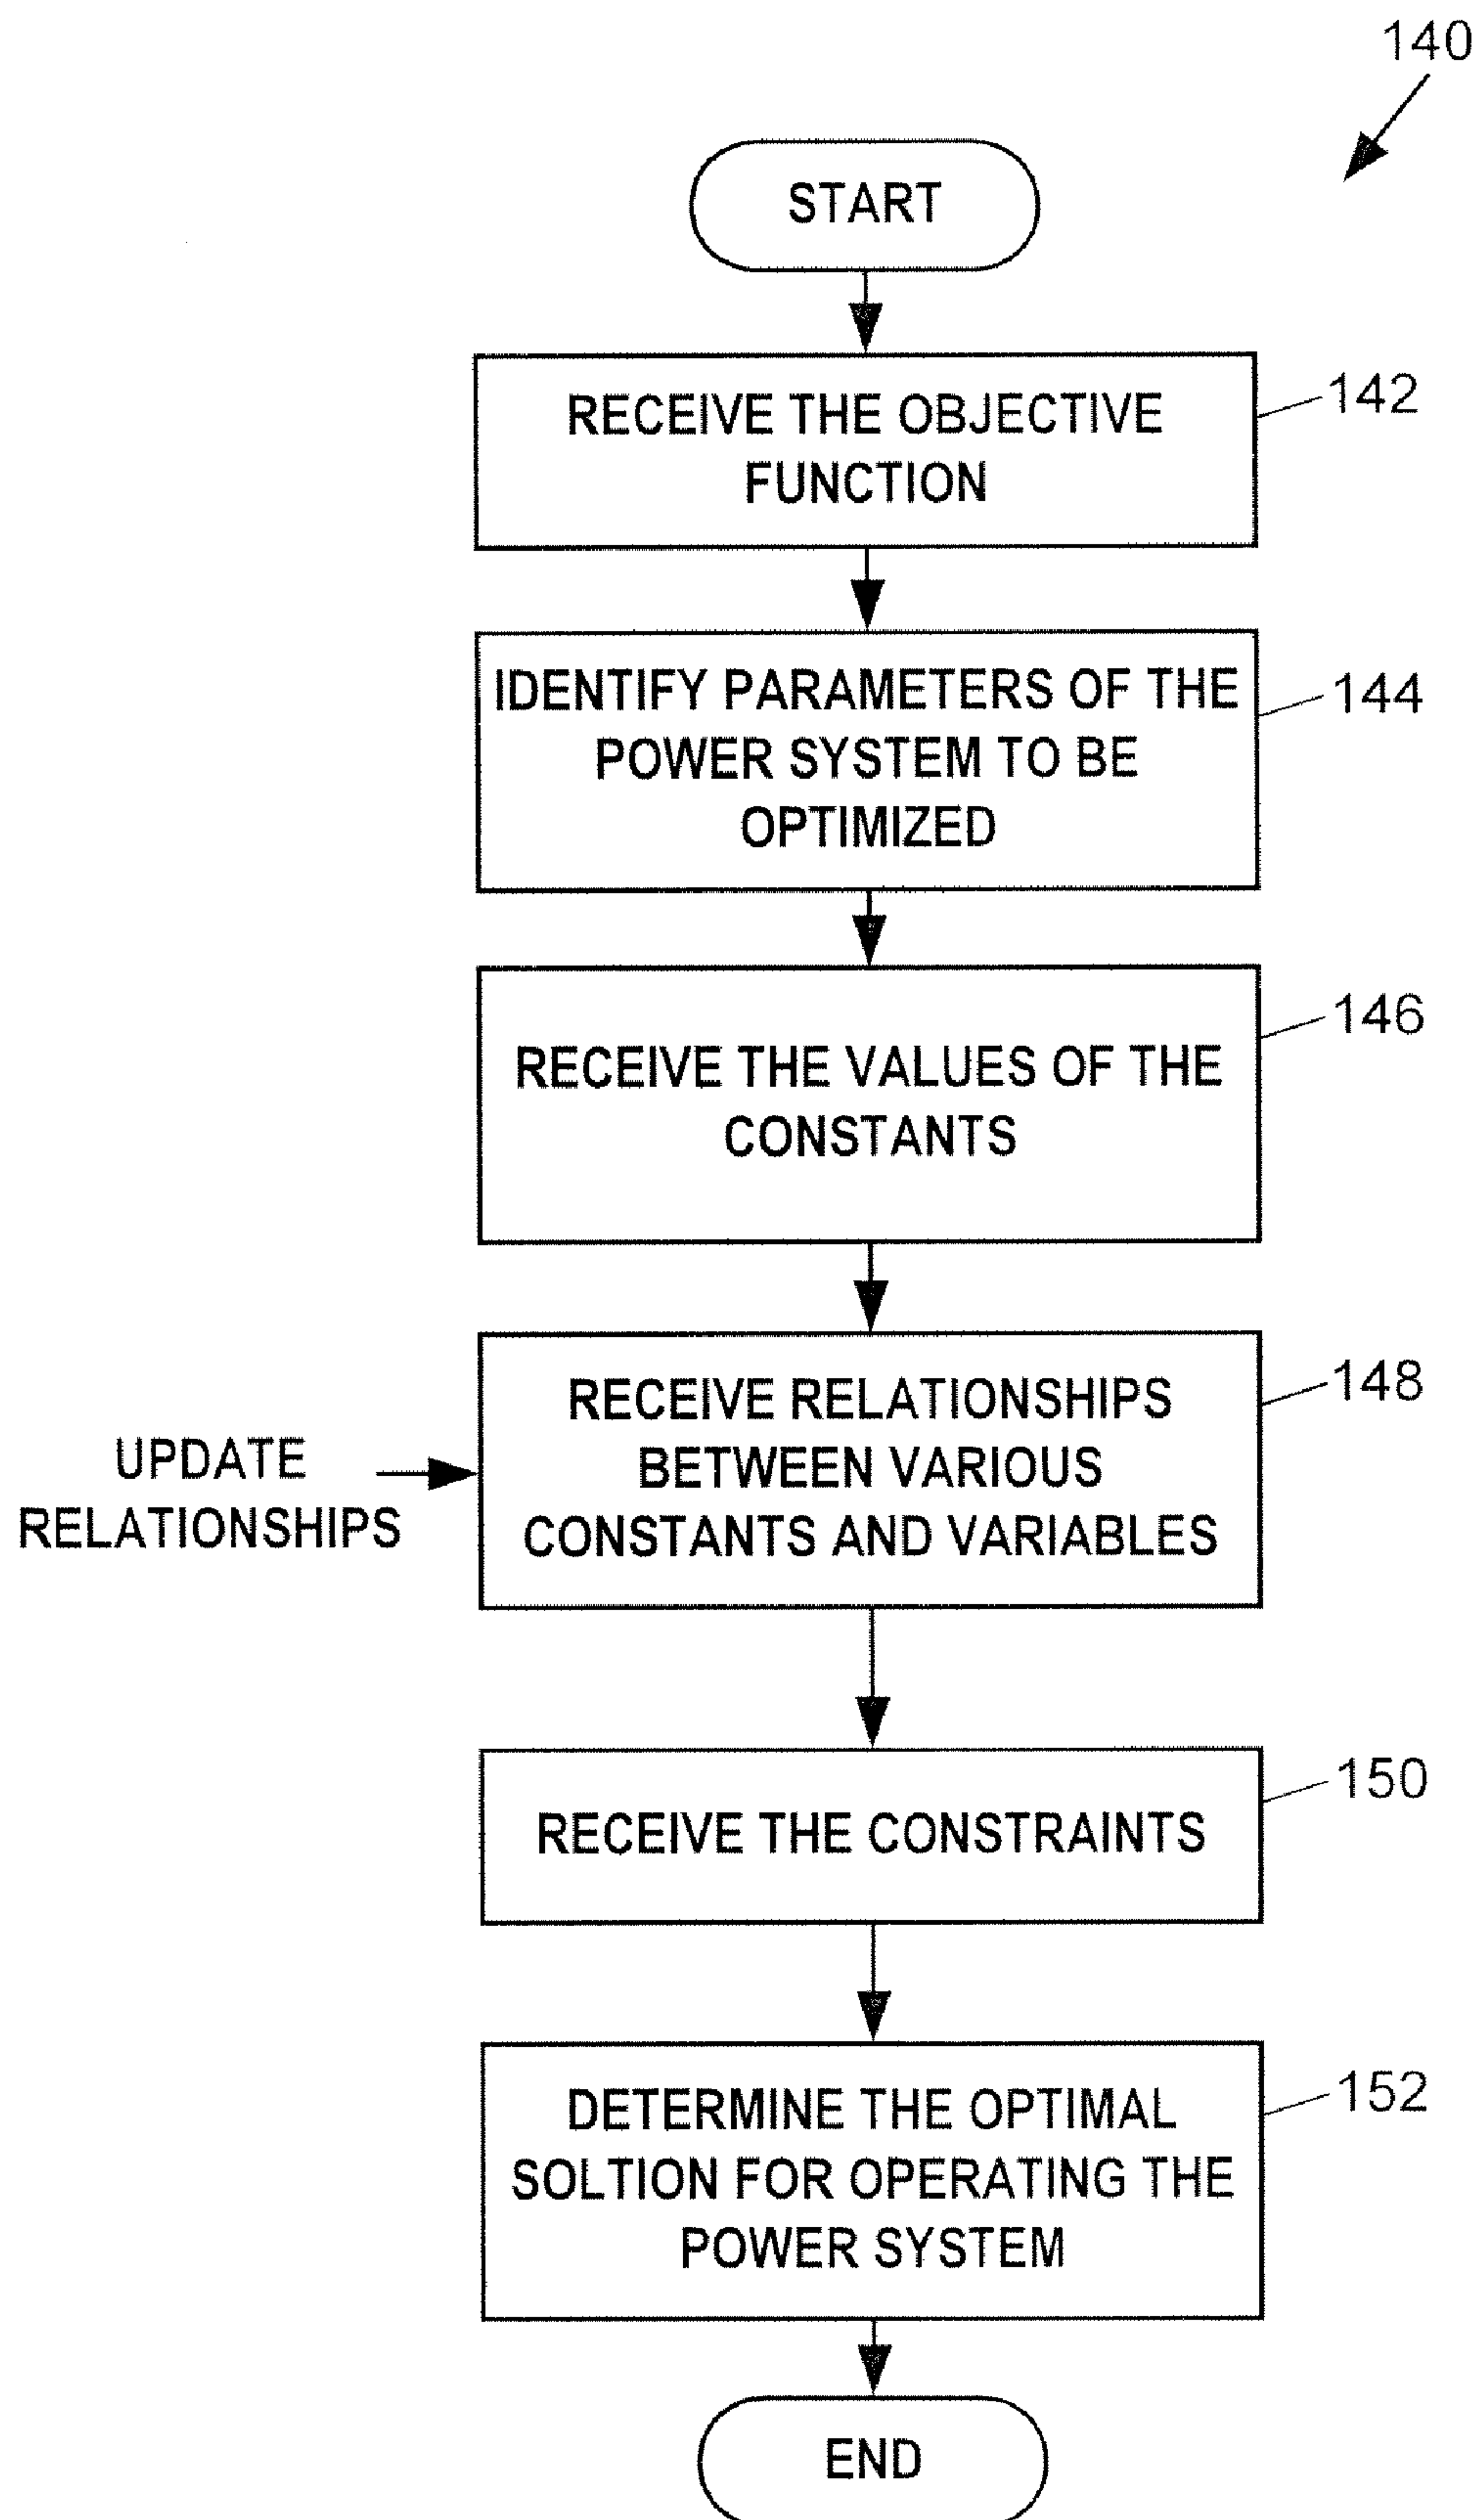 140
START
RECEIVE THE OBJECTIVE
FUNCTION
142
IDENTIFY PARAMETERS OF THE
POWER SYSTEM TO BE
OPTIMIZED
144
RECEIVE THE VALUES OF THE
CONSTANTS
146
UPDATE
RELATIONSHIPS
RECEIVE RELATIONSHIPS
BETWEEN VARIOUS
CONSTANTS AND VARIABLES
148
RECEIVE THE CONSTRAINTS
150
DETERMINE THE OPTIMAL
SOLTION FOR OPERATING THE
POWER SYSTEM
152
END